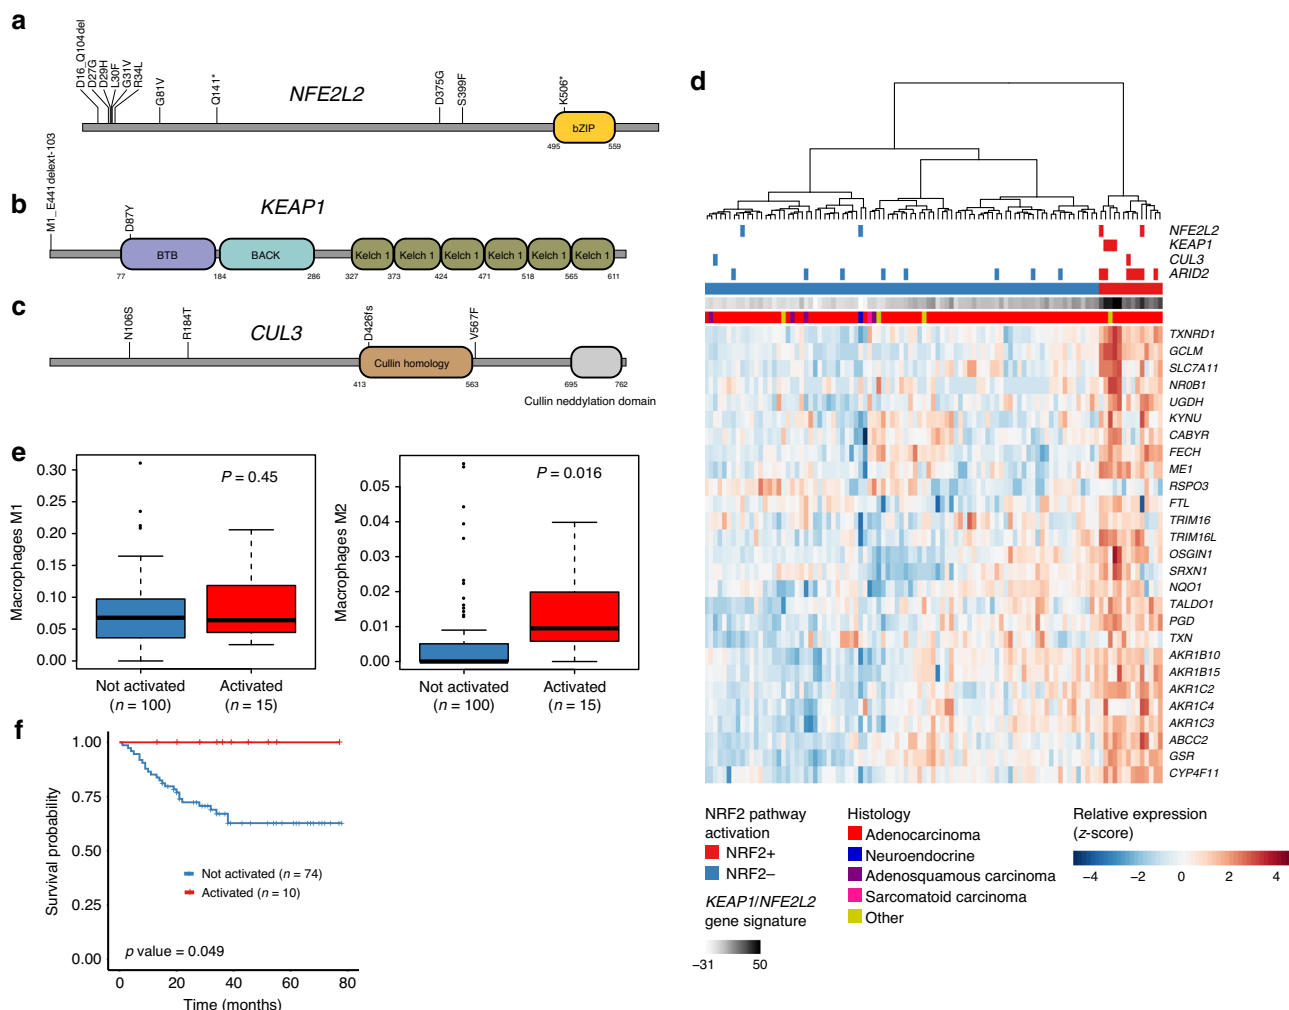 a
D16_Q104del
D27G
D29H
L30F
G31V
R34L
G81V
Q141*
NFE2L2
D375G
S399F
K506*
bZIP
495 559
b
M1_E441delext-103
D87Y
KEAP1
BTB
BACK
Kelch 1 Kelch 1 Kelch 1 Kelch 1 Kelch 1 Kelch 1
77 184 286 327 373 424 471 518 565 611
c
N106S
R184T
CUL3
D426fs
V567F
Cullin homology
413 563 695 762
Cullin neddylation domain
d
NFE2L2
KEAP1
CUL3
ARID2
TXNRD1
GCLM
SLC7A11
NR0B1
UGDH
KYNU
CABYR
FECH
ME1
RSPO3
FTL
TRIM16
TRIM16L
OSGIN1
SRXN1
NQO1
TALDO1
PGD
TXN
AKR1B10
AKR1B15
AKR1C2
AKR1C4
AKR1C3
ABCC2
GSR
CYP4F11
NRF2 pathway
activation
NRF2+
NRF2−
KEAP1/NFE2L2
gene signature
−31 50
Histology
Adenocarcinoma
Neuroendocrine
Adenosquamous carcinoma
Sarcomatoid carcinoma
Other
Relative expression
(z-score)
−4 −2 0 2 4
e
Macrophages M1
0.30
0.25
0.20
0.15
0.10
0.05
0.00
P = 0.45
Not activated
(n = 100)
Activated
(n = 15)
Macrophages M2
0.05
0.04
0.03
0.02
0.01
0.00
P = 0.016
Not activated
(n = 100)
Activated
(n = 15)
f
Survival probability
1.00
0.75
0.50
0.25
0.00
Not activated (n = 74)
Activated (n = 10)
p value = 0.049
0 20 40 60 80
Time (months)